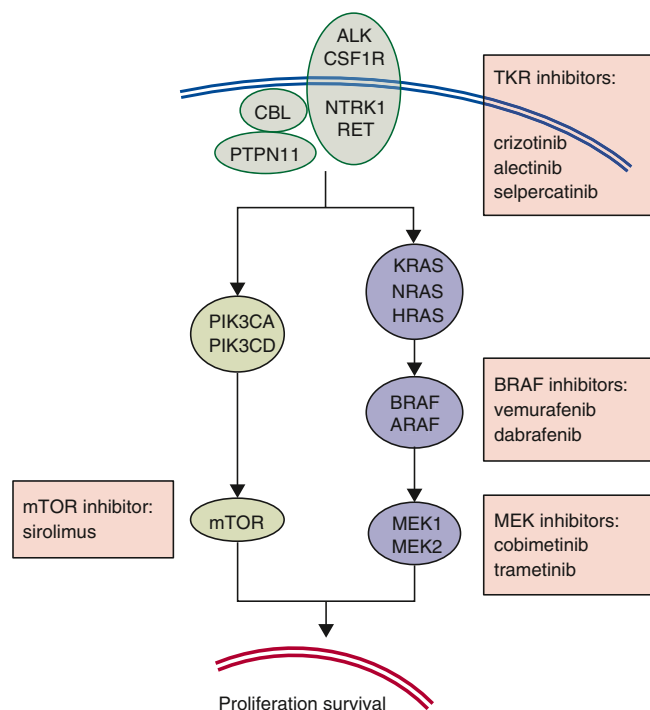 ALK
CSF1R
NTRK1
RET
CBL
PTPN11
TKR inhibitors:
crizotinib
alectinib
selpercatinib
KRAS
NRAS
HRAS
PIK3CA
PIK3CD
BRAF
ARAF
BRAF inhibitors:
vemurafenib
dabrafenib
mTOR inhibitor:
sirolimus
mTOR
MEK1
MEK2
MEK inhibitors:
cobimetinib
trametinib
Proliferation survival